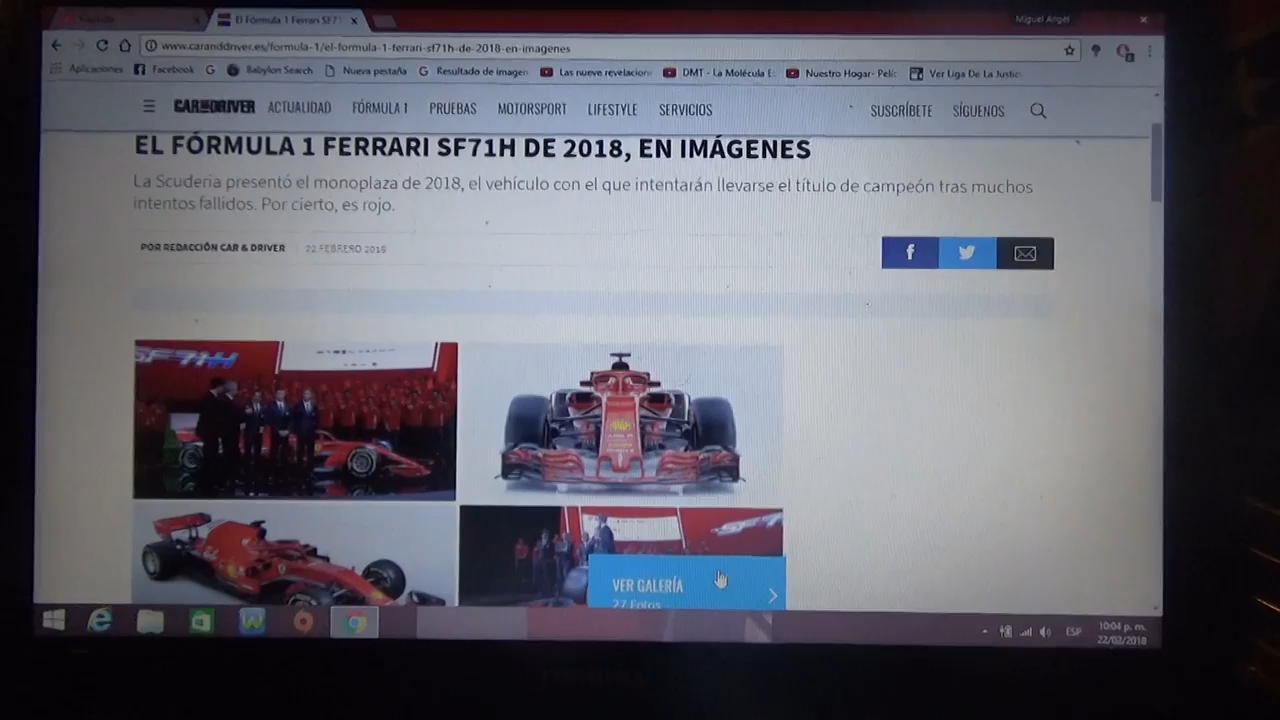 El Fórmula 1 Ferrari SF71
Miguel Angel
www.caranddriver.es/formula-1/el-formula-1-ferrari-sf71h-de-2018-en-imagenes
Aplicaciones Facebook Babylon Search Nueva pestaña Resultado de imagen Las nueve revelacion DMT - La Molécula E Nuestro Hogar- Pelíc Ver Liga De La Justic
CAR AND DRIVER ACTUALIDAD FÓRMULA 1 PRUEBAS MOTORSPORT LIFESTYLE SERVICIOS SUSCRÍBETE SÍGUENOS
EL FÓRMULA 1 FERRARI SF71H DE 2018, EN IMÁGENES
La Scuderia presentó el monoplaza de 2018, el vehículo con el que intentarán llevarse el título de campeón tras muchos
intentos fallidos. Por cierto, es rojo.
POR REDACCIÓN CAR & DRIVER 22 FEBRERO 2018
SF71H
VER GALERÍA
27 Fotos
ESP
10:04 p. m.
22/02/2018